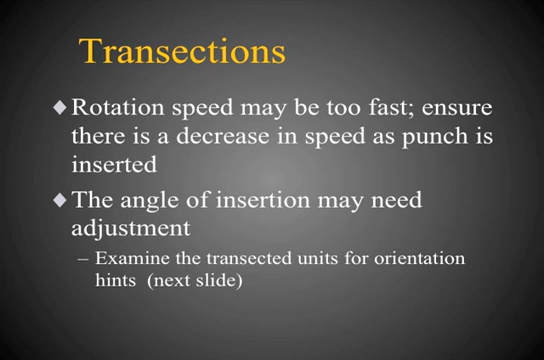 Transections
Rotation speed may be too fast; ensure
there is a decrease in speed as punch is
inserted
The angle of insertion may need
adjustment
– Examine the transected units for orientation
hints (next slide)